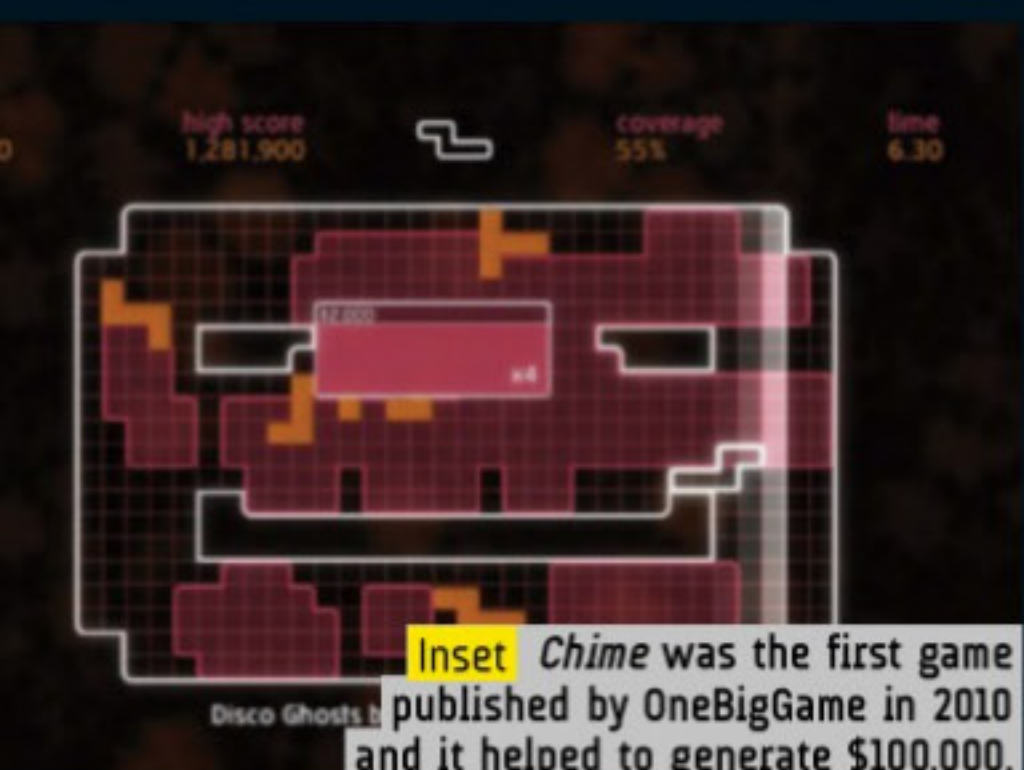 high score
coverage
time
0
1,281,900
55%
6.30
x4
Inset Chime was the first game
published by OneBigGame in 2010
Disco Ghosts b
and it helped to generate $100,000.